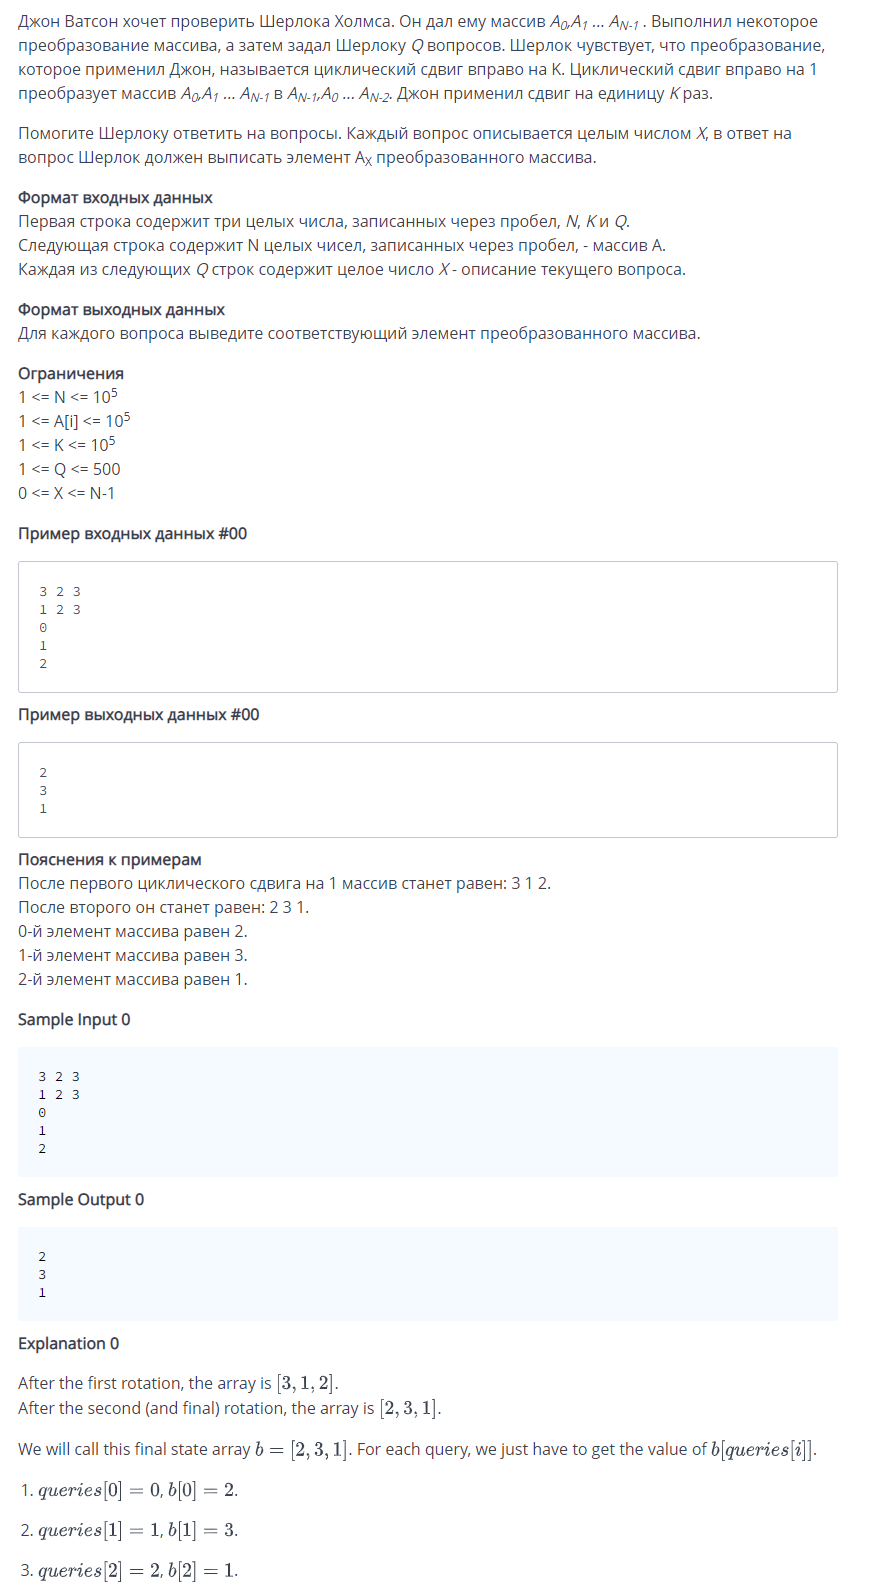 Джон Ватсон хочет проверить Шерлока Холмса. Он дал ему массив A0,A1 ... AN-1 . Выполнил некоторое
преобразование массива, а затем задал Шерлоку Q вопросов. Шерлок чувствует, что преобразование,
которое применил Джон, называется циклический сдвиг вправо на K. Циклический сдвиг вправо на 1
преобразует массив A0,A1 ... AN-1 в AN-1,A0 ... AN-2. Джон применил сдвиг на единицу K раз.
Помогите Шерлоку ответить на вопросы. Каждый вопрос описывается целым числом X, в ответ на
вопрос Шерлок должен выписать элемент AX преобразованного массива.
Формат входных данных
Первая строка содержит три целых числа, записанных через пробел, N, K и Q.
Следующая строка содержит N целых чисел, записанных через пробел, - массив A.
Каждая из следующих Q строк содержит целое число X - описание текущего вопроса.
Формат выходных данных
Для каждого вопроса выведите соответствующий элемент преобразованного массива.
Ограничения
1 <= N <= 10^5
1 <= A[i] <= 10^5
1 <= K <= 10^5
1 <= Q <= 500
0 <= X <= N-1
Пример входных данных #00
3 2 3
1 2 3
0
1
2
Пример выходных данных #00
2
3
1
Пояснения к примерам
После первого циклического сдвига на 1 массив станет равен: 3 1 2.
После второго он станет равен: 2 3 1.
0-й элемент массива равен 2.
1-й элемент массива равен 3.
2-й элемент массива равен 1.
Sample Input 0
3 2 3
1 2 3
0
1
2
Sample Output 0
2
3
1
Explanation 0
After the first rotation, the array is [3, 1, 2].
After the second (and final) rotation, the array is [2, 3, 1].
We will call this final state array b = [2, 3, 1]. For each query, we just have to get the value of b[queries[i]].
1. queries[0] = 0, b[0] = 2.
2. queries[1] = 1, b[1] = 3.
3. queries[2] = 2, b[2] = 1.